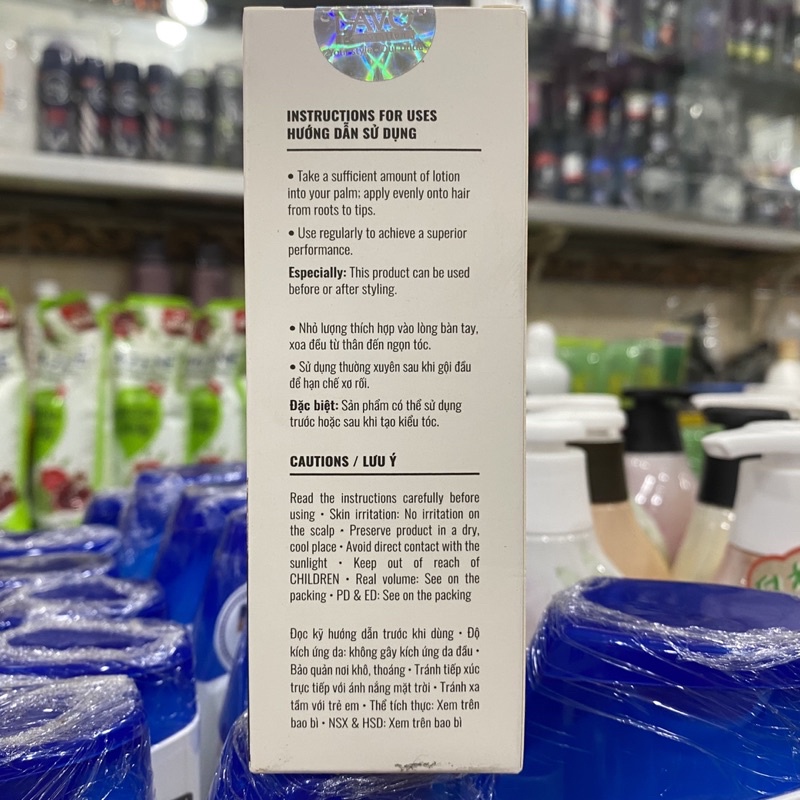 INSTRUCTIONS FOR USES
HƯỚNG DẪN SỬ DỤNG
• Take a sufficient amount of lotion
into your palm; apply evenly onto hair
from roots to tips.
• Use regularly to achieve a superior
performance.
Especially: This product can be used
before or after styling.
• Nhỏ lượng thích hợp vào lòng bàn tay,
xoa đều từ thân đến ngọn tóc.
• Sử dụng thường xuyên sau khi gội đầu
để hạn chế xơ rối.
Đặc biệt: Sản phẩm có thể sử dụng
trước hoặc sau khi tạo kiểu tóc.
CAUTIONS / LƯU Ý
Read the instructions carefully before
using • Skin irritation: No irritation on
the scalp • Preserve product in a dry,
cool place • Avoid direct contact with the
sunlight • Keep out of reach of
CHILDREN • Real volume: See on the
packing • PD & ED: See on the packing
Đọc kỹ hướng dẫn trước khi dùng • Độ
kích ứng da: không gây kích ứng da đầu •
Bảo quản nơi khô, thoáng • Tránh tiếp xúc
trực tiếp với ánh nắng mặt trời • Tránh xa
tầm với trẻ em • Thể tích thực: Xem trên
bao bì • NSX & HSD: Xem trên bao bì